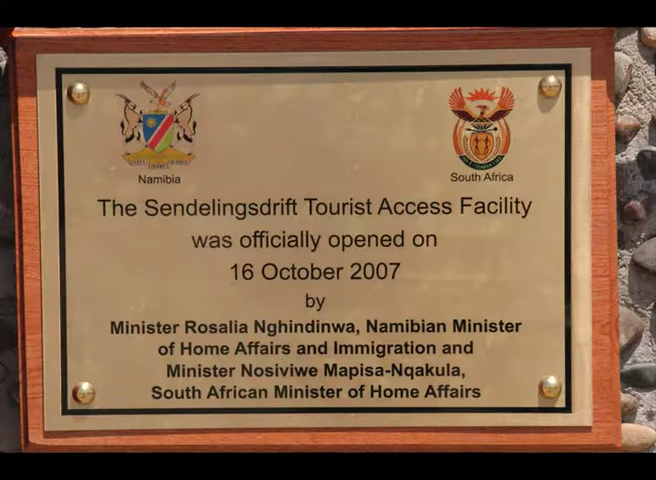 Namibia
South Africa
The Sendelingsdrift Tourist Access Facility
was officially opened on
16 October 2007
by
Minister Rosalia Nghindinwa, Namibian Minister
of Home Affairs and Immigration and
Minister Nosiviwe Mapisa-Nqakula,
South African Minister of Home Affairs